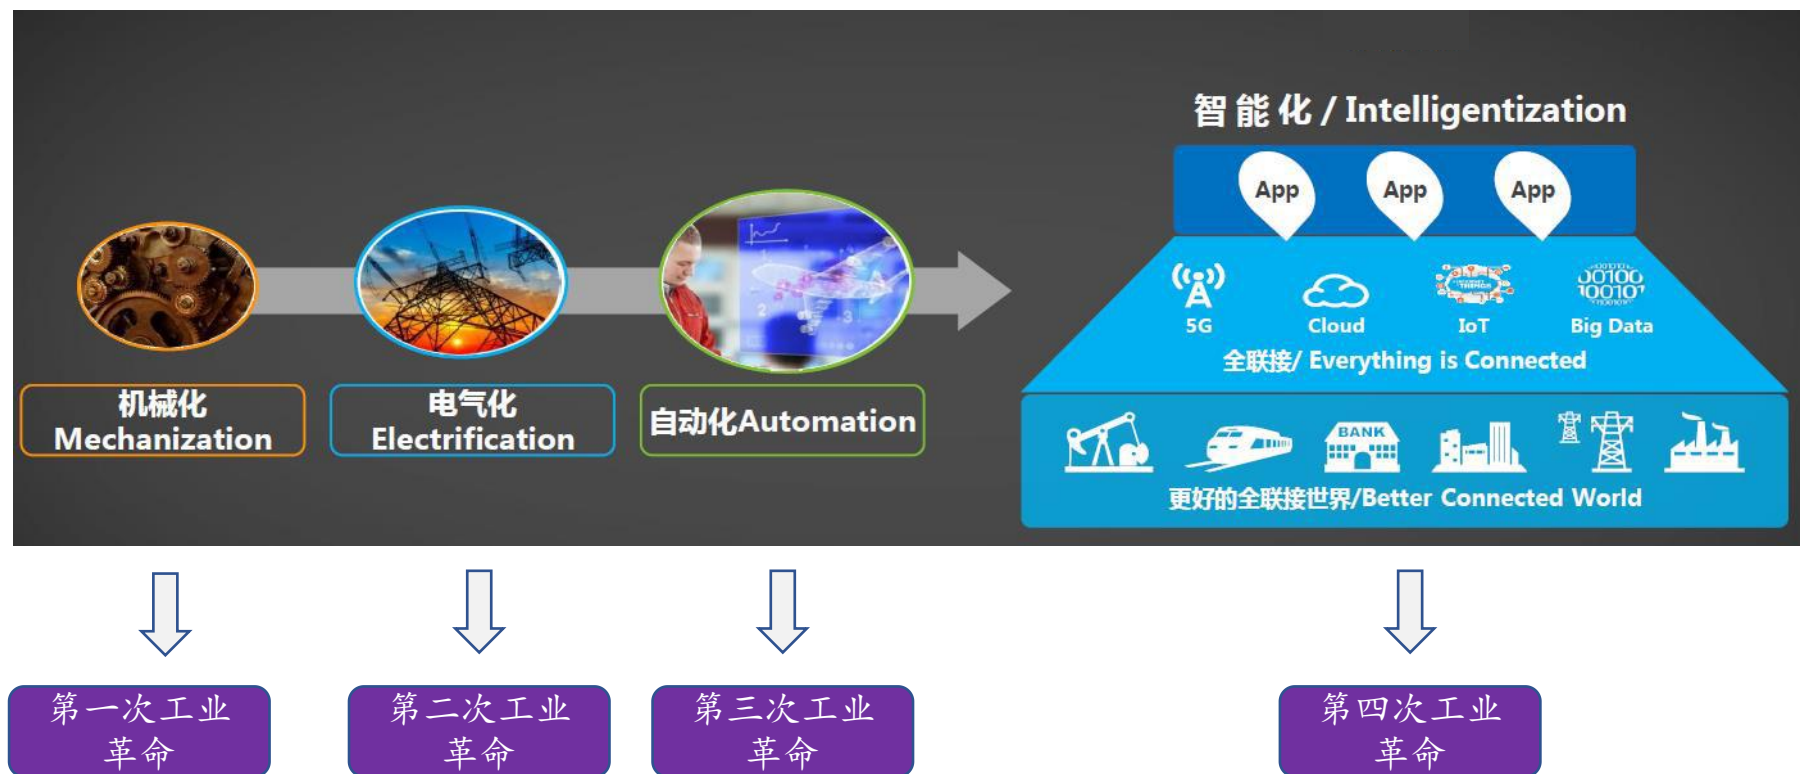 智能化 / Intelligentization
App
App
App
5G
Cloud
IoT
Big Data
全联接/ Everything is Connected
机械化
Mechanization
电气化
Electrification
自动化Automation
BANK
更好的全联接世界/Better Connected World
第一次工业
革命
第二次工业
革命
第三次工业
革命
第四次工业
革命